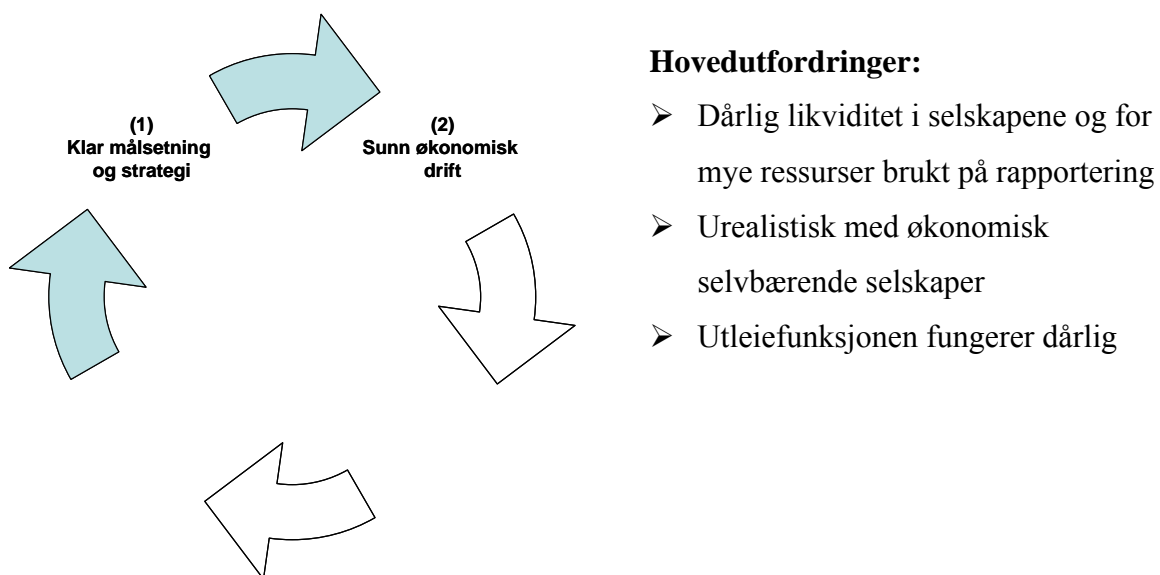 (1)
Klar målsetning
og strategi
(2)
Sunn økonomisk
drift
Hovedutfordringer:
➢ Dårlig likviditet i selskapene og for
mye ressurser brukt på rapportering
➢ Urealistisk med økonomisk
selvbærende selskaper
➢ Utleiefunksjonen fungerer dårlig